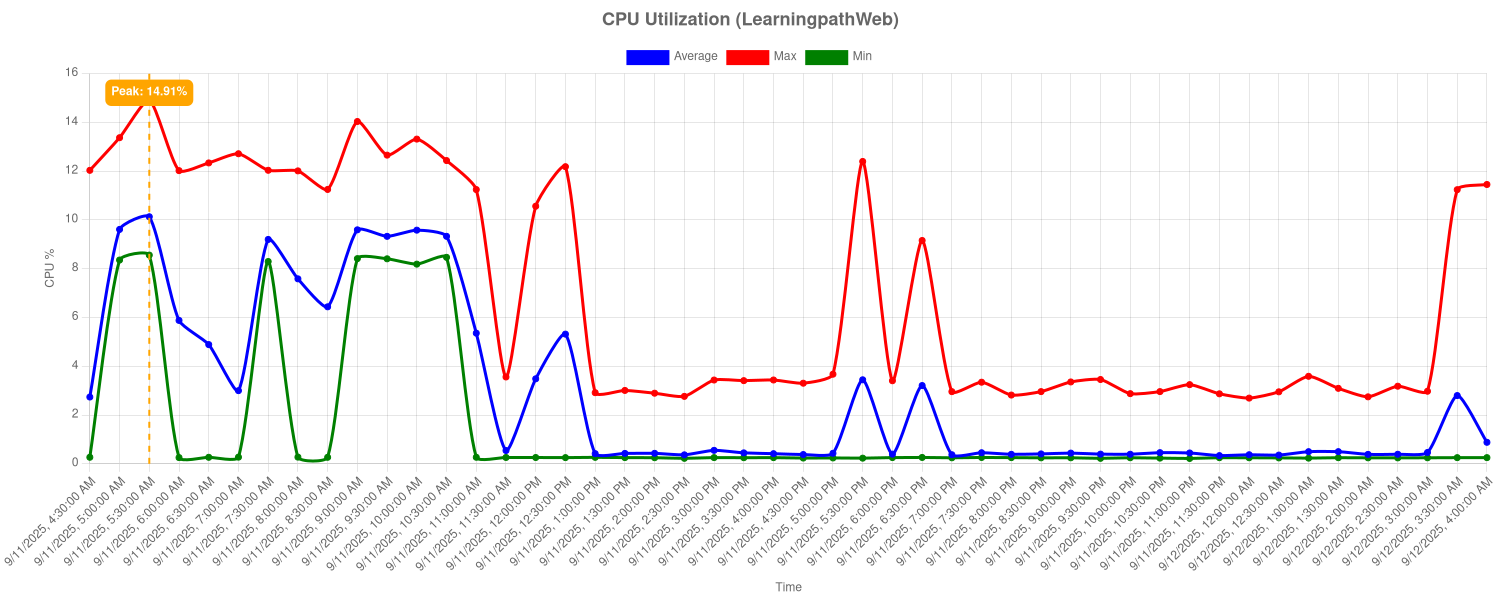 CPU Utilization (LearningpathWeb)
Average Max Min
Peak: 14.91%
16
14
12
10
8
6
4
2
0
CPU %
9/11/2025, 4:30:00 AM
9/11/2025, 5:00:00 AM
9/11/2025, 5:30:00 AM
9/11/2025, 6:00:00 AM
9/11/2025, 6:30:00 AM
9/11/2025, 7:00:00 AM
9/11/2025, 7:30:00 AM
9/11/2025, 8:00:00 AM
9/11/2025, 8:30:00 AM
9/11/2025, 9:00:00 AM
9/11/2025, 9:30:00 AM
9/11/2025, 10:00:00 AM
9/11/2025, 10:30:00 AM
9/11/2025, 11:00:00 AM
9/11/2025, 11:30:00 AM
9/11/2025, 12:00:00 PM
9/11/2025, 12:30:00 PM
9/11/2025, 1:00:00 PM
9/11/2025, 1:30:00 PM
9/11/2025, 2:00:00 PM
9/11/2025, 2:30:00 PM
9/11/2025, 3:00:00 PM
9/11/2025, 3:30:00 PM
9/11/2025, 4:00:00 PM
9/11/2025, 4:30:00 PM
9/11/2025, 5:00:00 PM
9/11/2025, 5:30:00 PM
9/11/2025, 6:00:00 PM
9/11/2025, 6:30:00 PM
9/11/2025, 7:00:00 PM
9/11/2025, 7:30:00 PM
9/11/2025, 8:00:00 PM
9/11/2025, 8:30:00 PM
9/11/2025, 9:00:00 PM
9/11/2025, 9:30:00 PM
9/11/2025, 10:00:00 PM
9/11/2025, 10:30:00 PM
9/11/2025, 11:00:00 PM
9/11/2025, 11:30:00 PM
9/12/2025, 12:00:00 AM
9/12/2025, 12:30:00 AM
9/12/2025, 1:00:00 AM
9/12/2025, 1:30:00 AM
9/12/2025, 2:00:00 AM
9/12/2025, 2:30:00 AM
9/12/2025, 3:00:00 AM
9/12/2025, 3:30:00 AM
9/12/2025, 4:00:00 AM
Time